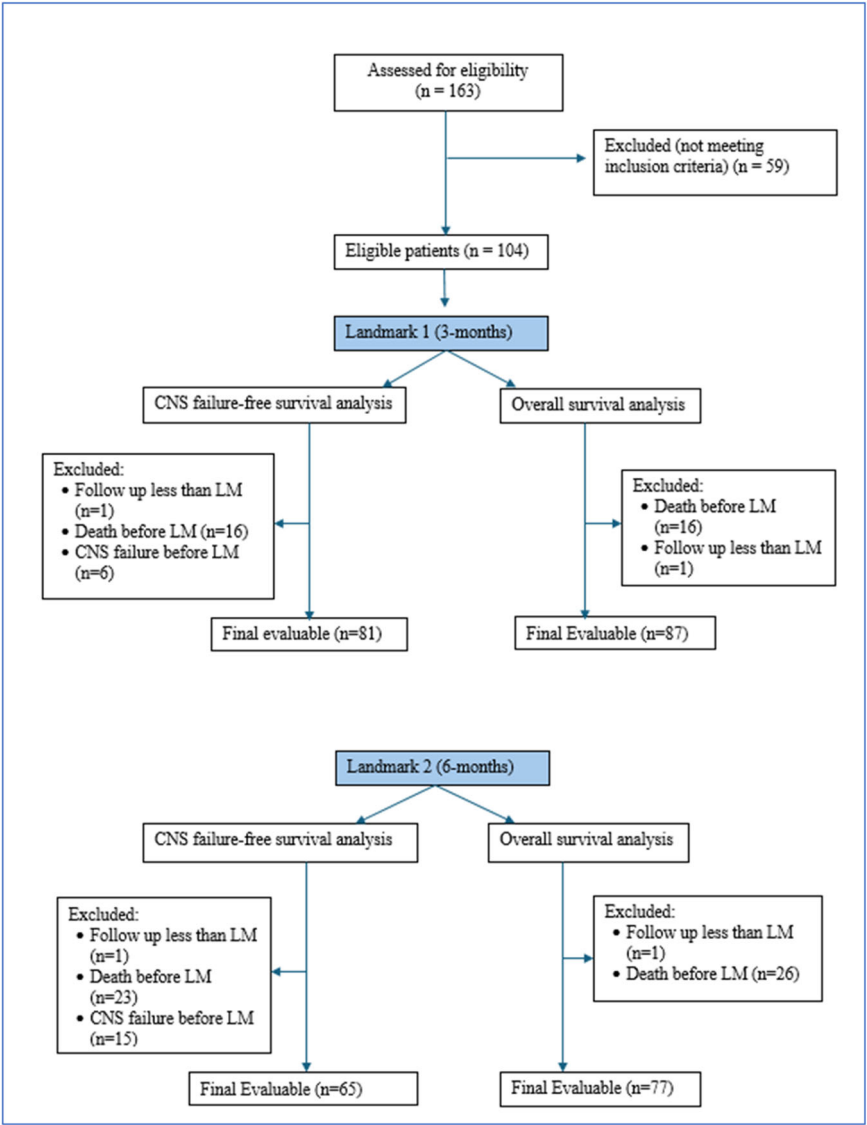 Assessed for eligibility
(n = 163)
Excluded (not meeting
inclusion criteria) (n = 59)
Eligible patients (n = 104)
Landmark 1 (3-months)
CNS failure-free survival analysis
Overall survival analysis
Excluded:
• Follow up less than LM
(n=1)
• Death before LM (n=16)
• CNS failure before LM
(n=6)
Excluded:
• Death before LM
(n=16)
• Follow up less than LM
(n=1)
Final evaluable (n=81)
Final Evaluable (n=87)
Landmark 2 (6-months)
CNS failure-free survival analysis
Overall survival analysis
Excluded:
• Follow up less than LM
(n=1)
• Death before LM
(n=23)
• CNS failure before LM
(n=15)
Excluded:
• Follow up less than LM
(n=1)
• Death before LM (n=26)
Final Evaluable (n=65)
Final Evaluable (n=77)